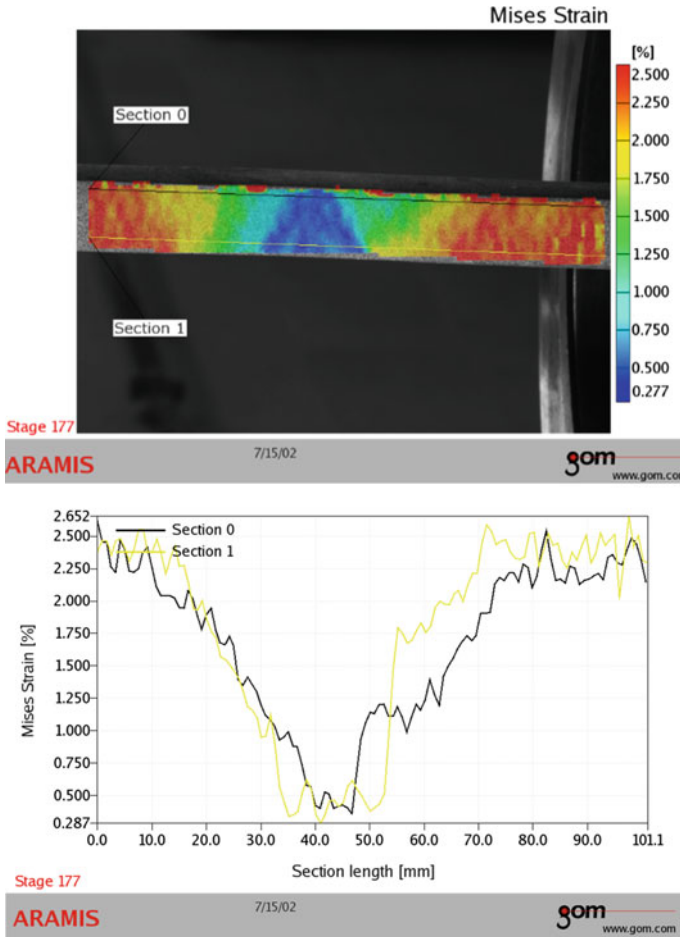 Mises Strain
[%]
2.500
2.250
2.000
1.750
1.500
1.250
1.000
0.750
0.500
0.277
Section 0
Section 1
Stage 177
ARAMIS
7/15/02
gom
www.gom.com
2.652
2.500
2.250
2.000
1.750
1.500
1.250
1.000
0.750
0.500
0.287
Mises Strain [%]
Section 0
Section 1
0.0 10.0 20.0 30.0 40.0 50.0 60.0 70.0 80.0 90.0 101.1
Section length [mm]
Stage 177
ARAMIS
7/15/02
gom
www.gom.com